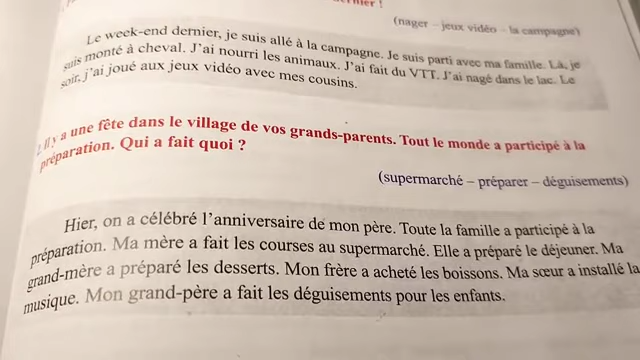 dernier !
(nager – jeux vidéo – la campagne)
Le week-end dernier, je suis allé à la campagne. Je suis parti avec ma famille. Là, je
suis monté à cheval. J'ai nourri les animaux. J'ai fait du VTT. J'ai nagé dans le lac. Le
soir, j'ai joué aux jeux vidéo avec mes cousins.
Il y a une fête dans le village de vos grands-parents. Tout le monde a participé à la
préparation. Qui a fait quoi ?
(supermarché – préparer – déguisements)
Hier, on a célébré l'anniversaire de mon père. Toute la famille a participé à la
préparation. Ma mère a fait les courses au supermarché. Elle a préparé le déjeuner. Ma
grand-mère a préparé les desserts. Mon frère a acheté les boissons. Ma sœur a installé la
musique. Mon grand-père a fait les déguisements pour les enfants.